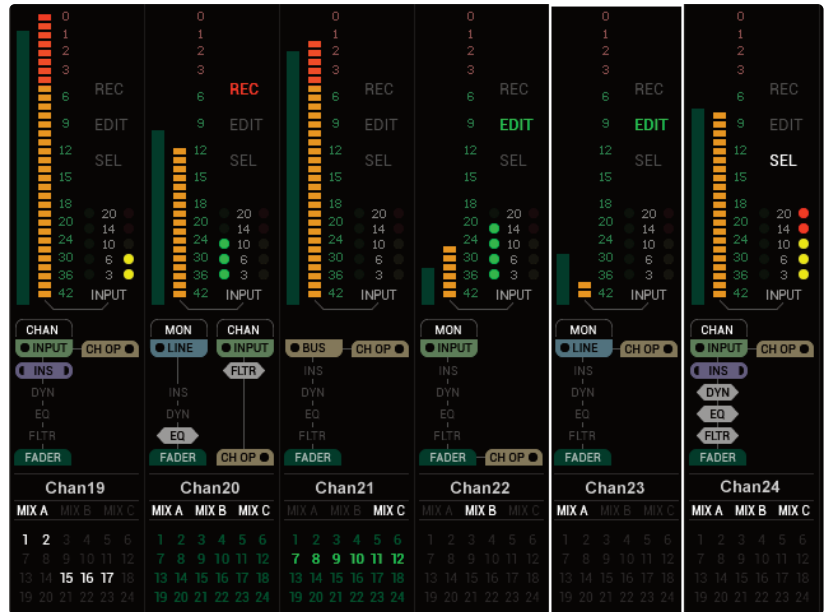 0
1
2
3
6 REC
9 EDIT
12
15 SEL
18
20 20
24 14
30 10
36 6
42 3
INPUT
CHAN
INPUT CH OP
INS
DYN
EQ
FLTR
FADER
Chan19
MIX A MIX B MIX C
1 2 3 4 5 6
7 8 9 10 11 12
13 14 15 16 17 18
19 20 21 22 23 24
0
1
2
3
6 REC
9 EDIT
12
15 SEL
18
20 20
24 14
30 10
36 6
42 3
INPUT
MON CHAN
LINE INPUT
FLTR
INS
DYN
EQ
FADER CH OP
Chan20
MIX A MIX B MIX C
1 2 3 4 5 6
7 8 9 10 11 12
13 14 15 16 17 18
19 20 21 22 23 24
0
1
2
3
6 REC
9 EDIT
12
15 SEL
18
20 20
24 14
30 10
36 6
42 3
INPUT
BUS CH OP
INS
DYN
EQ
FLTR
FADER
Chan21
MIX A MIX B MIX C
1 2 3 4 5 6
7 8 9 10 11 12
13 14 15 16 17 18
19 20 21 22 23 24
0
1
2
3
6 REC
9 EDIT
12
15 SEL
18
20 20
24 14
30 10
36 6
42 3
INPUT
MON
INPUT
INS
DYN
EQ
FLTR
FADER CH OP
Chan22
MIX A MIX B MIX C
1 2 3 4 5 6
7 8 9 10 11 12
13 14 15 16 17 18
19 20 21 22 23 24
0
1
2
3
6 REC
9 EDIT
12
15 SEL
18
20 20
24 14
30 10
36 6
42 3
INPUT
MON
LINE CH OP
INS
DYN
EQ
FLTR
FADER
Chan23
MIX A MIX B MIX C
1 2 3 4 5 6
7 8 9 10 11 12
13 14 15 16 17 18
19 20 21 22 23 24
0
1
2
3
6 REC
9 EDIT
12
15 SEL
18
20 20
24 14
30 10
36 6
42 3
INPUT
CHAN
INPUT CH OP
INS
DYN
EQ
FLTR
FADER
Chan24
MIX A MIX B MIX C
1 2 3 4 5 6
7 8 9 10 11 12
13 14 15 16 17 18
19 20 21 22 23 24